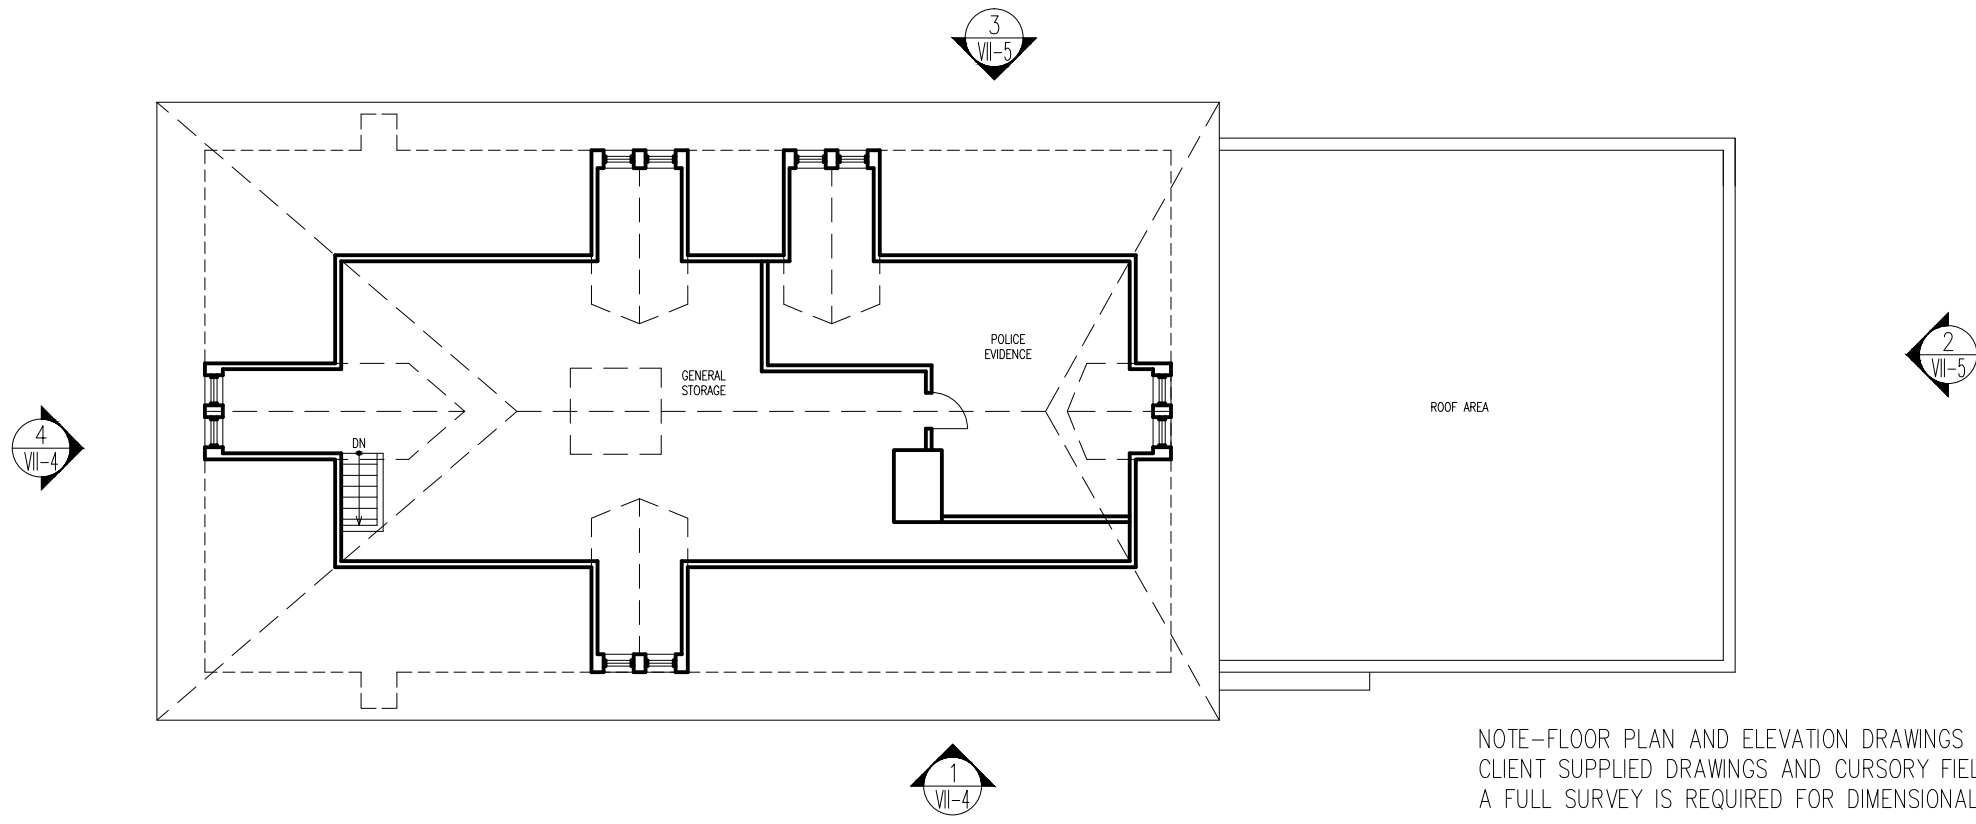 3
VII-5
POLICE
EVIDENCE
2
VII-5
GENERAL
STORAGE
ROOF AREA
4
VII-4
DN
NOTE-FLOOR PLAN AND ELEVATION DRAWINGS
CLIENT SUPPLIED DRAWINGS AND CURSORY
A FULL SURVEY IS REQUIRED FOR DIMENSIONAL
1
VII-4